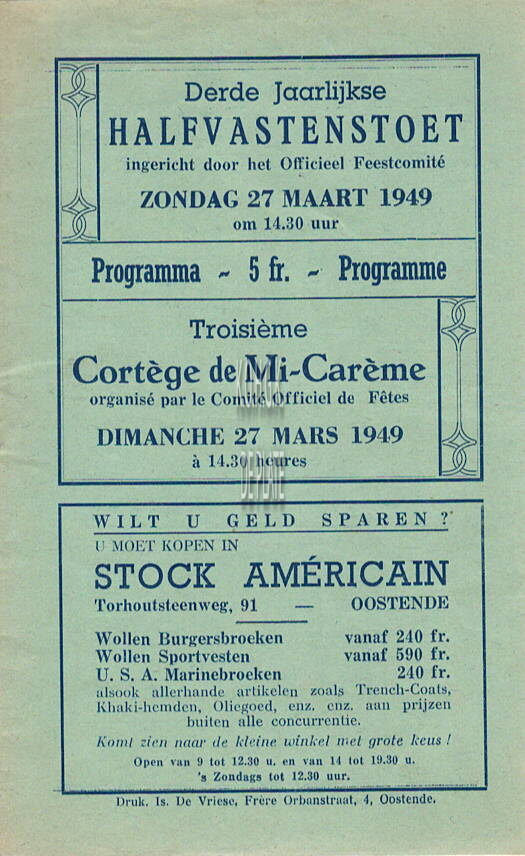 Derde Jaarlijkse
HALFVASTENSTOET
ingericht door het Officieel Feestcomité
ZONDAG 27 MAART 1949
om 14.30 uur
Programma - 5 fr. - Programme
Troisième
Cortège de Mi-Carème
organisé par le Comité Officiel de Fêtes
DIMANCHE 27 MARS 1949
à 14.30 heures
DE PLATE
WILT U GELD SPAREN ?
U MOET KOPEN IN
STOCK AMÉRICAIN
Torhoutsteenweg, 91 — OOSTENDE
Wollen Burgersbroeken vanaf 240 fr.
Wollen Sportvesten vanaf 590 fr.
U. S. A. Marinebroeken 240 fr.
alsook allerhande artikelen zoals Trench-Coats,
Khaki-hemden, Oliegoed, enz. enz. aan prijzen
buiten alle concurrentie.
Komt zien naar de kleine winkel met grote keus !
Open van 9 tot 12.30 u. en van 14 tot 19.30 u.
's Zondags tot 12.30 uur.
Druk. Is. De Vriese, Frère Orbanstraat, 4, Oostende.